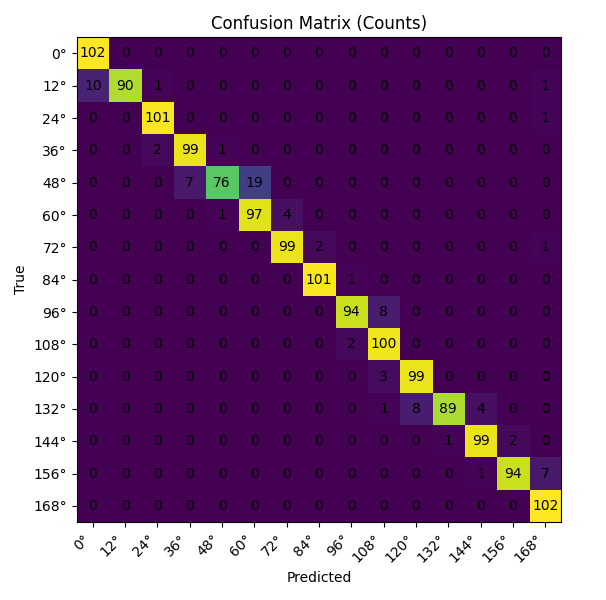 Confusion Matrix (Counts)
0° 102 0 0 0 0 0 0 0 0 0 0 0 0 0 0
12° 10 90 1 0 0 0 0 0 0 0 0 0 0 0 1
24° 0 0 101 0 0 0 0 0 0 0 0 0 0 0 1
36° 0 0 2 99 1 0 0 0 0 0 0 0 0 0 0
48° 0 0 0 7 76 19 0 0 0 0 0 0 0 0 0
60° 0 0 0 0 1 97 4 0 0 0 0 0 0 0 0
72° 0 0 0 0 0 0 99 2 0 0 0 0 0 0 1
84° 0 0 0 0 0 0 0 101 1 0 0 0 0 0 0
96° 0 0 0 0 0 0 0 0 94 8 0 0 0 0 0
108° 0 0 0 0 0 0 0 0 2 100 0 0 0 0 0
120° 0 0 0 0 0 0 0 0 0 3 99 0 0 0 0
132° 0 0 0 0 0 0 0 0 0 1 8 89 4 0 0
144° 0 0 0 0 0 0 0 0 0 0 0 1 99 2 0
156° 0 0 0 0 0 0 0 0 0 0 0 0 1 94 7
168° 0 0 0 0 0 0 0 0 0 0 0 0 0 0 102
0° 12° 24° 36° 48° 60° 72° 84° 96° 108° 120° 132° 144° 156° 168°
Predicted
True